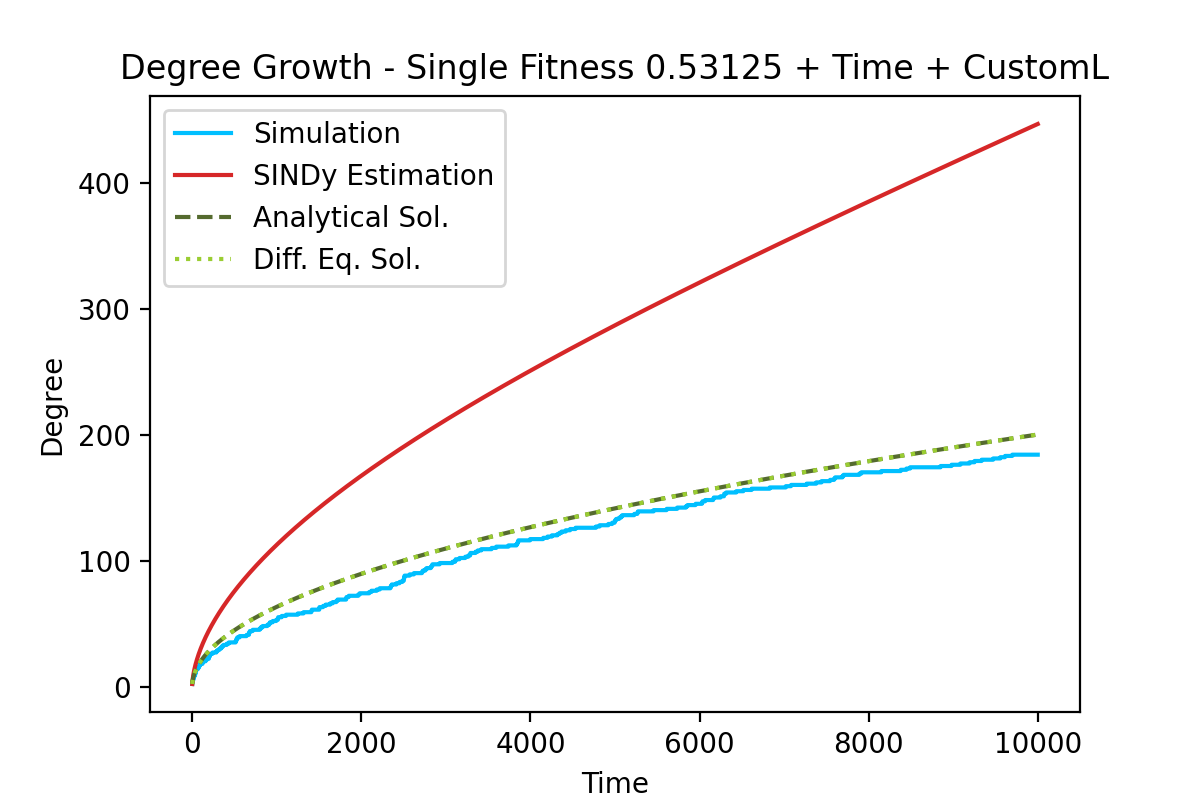 Degree Growth - Single Fitness 0.53125 + Time + CustomL
Simulation
SINDy Estimation
Analytical Sol.
Diff. Eq. Sol.
400
300
200
100
0
Degree
0 2000 4000 6000 8000 10000
Time